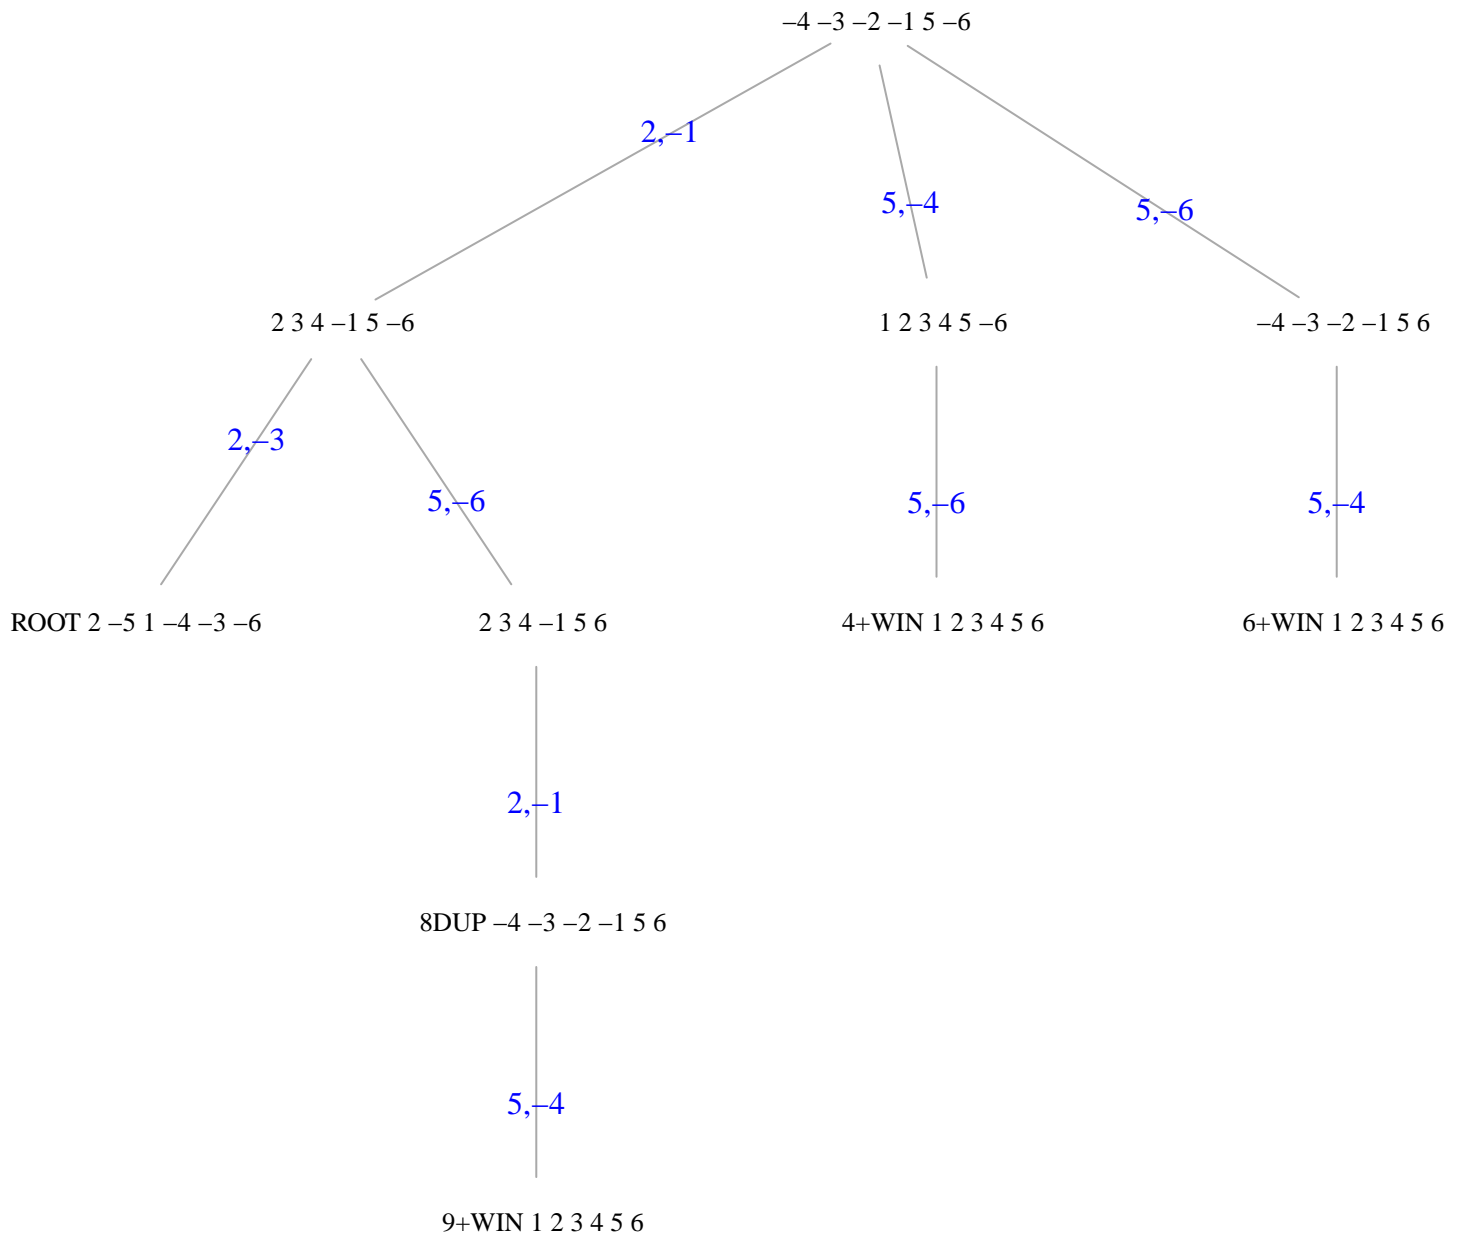 –4 –3 –2 –1 5 –6
2,–1
5,–4
5,–6
2 3 4 –1 5 –6
1 2 3 4 5 –6
–4 –3 –2 –1 5 6
2,–3
5,–6
5,–6
5,–4
ROOT 2 –5 1 –4 –3 –6
2 3 4 –1 5 6
4+WIN 1 2 3 4 5 6
6+WIN 1 2 3 4 5 6
2,–1
8DUP –4 –3 –2 –1 5 6
5,–4
9+WIN 1 2 3 4 5 6